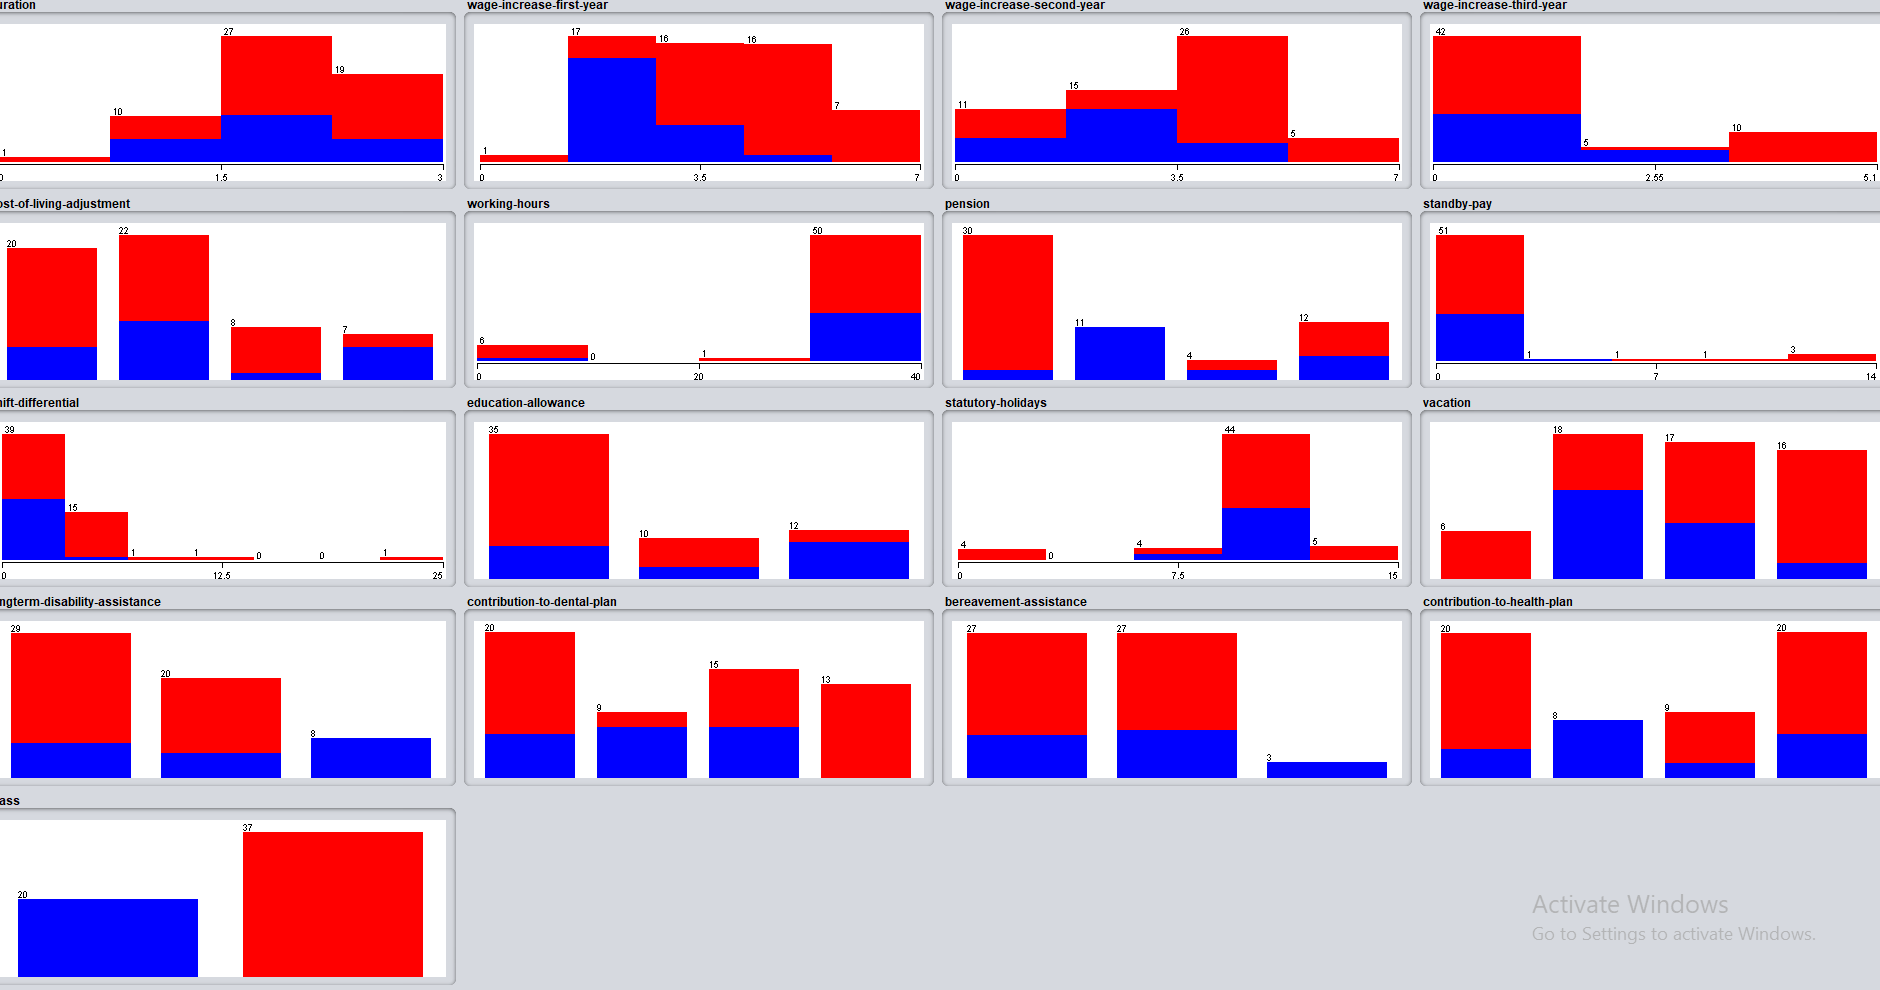 uration
wage-increase-first-year
wage-increase-second-year
wage-increase-third-year
1 10 27 19
0 1.5 3
1 17 16 16 7
0 3.5 7
11 15 26 5
0 3.5 7
42 5 10
0 2.55 5.1
ost-of-living-adjustment
working-hours
pension
standby-pay
20 22 8 7
6 0 1 50
0 20 40
30 11 4 12
51 1 1 1 3
0 7 14
hift-differential
education-allowance
statutory-holidays
vacation
39 15 1 1 0 0 1
0 12.5 25
35 10 12
4 0 4 44 5
0 7.5 15
6 18 17 16
ngterm-disability-assistance
contribution-to-dental-plan
bereavement-assistance
contribution-to-health-plan
29 20 8
20 9 15 13
27 27 3
20 8 9 20
ass
20 37
Activate Windows
Go to Settings to activate Windows.